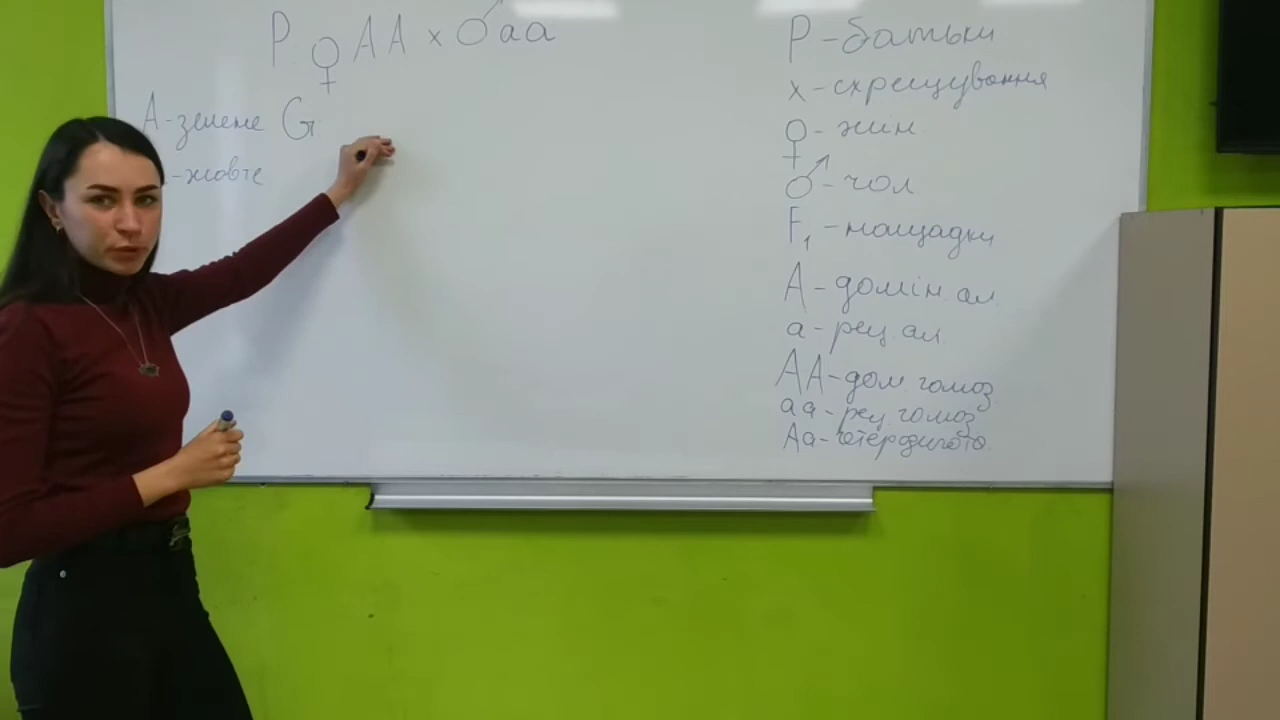 P ♀ AA x ♂ aa
A - зелене G
- жовте
P - батьки
x - схрещування
♀ - жін.
♂ - чол
F₁ - нащадки
A - домін. ал.
a - рец ал.
AA - дом гомоз
aa - рец гомоз
Aa - гетерозигота